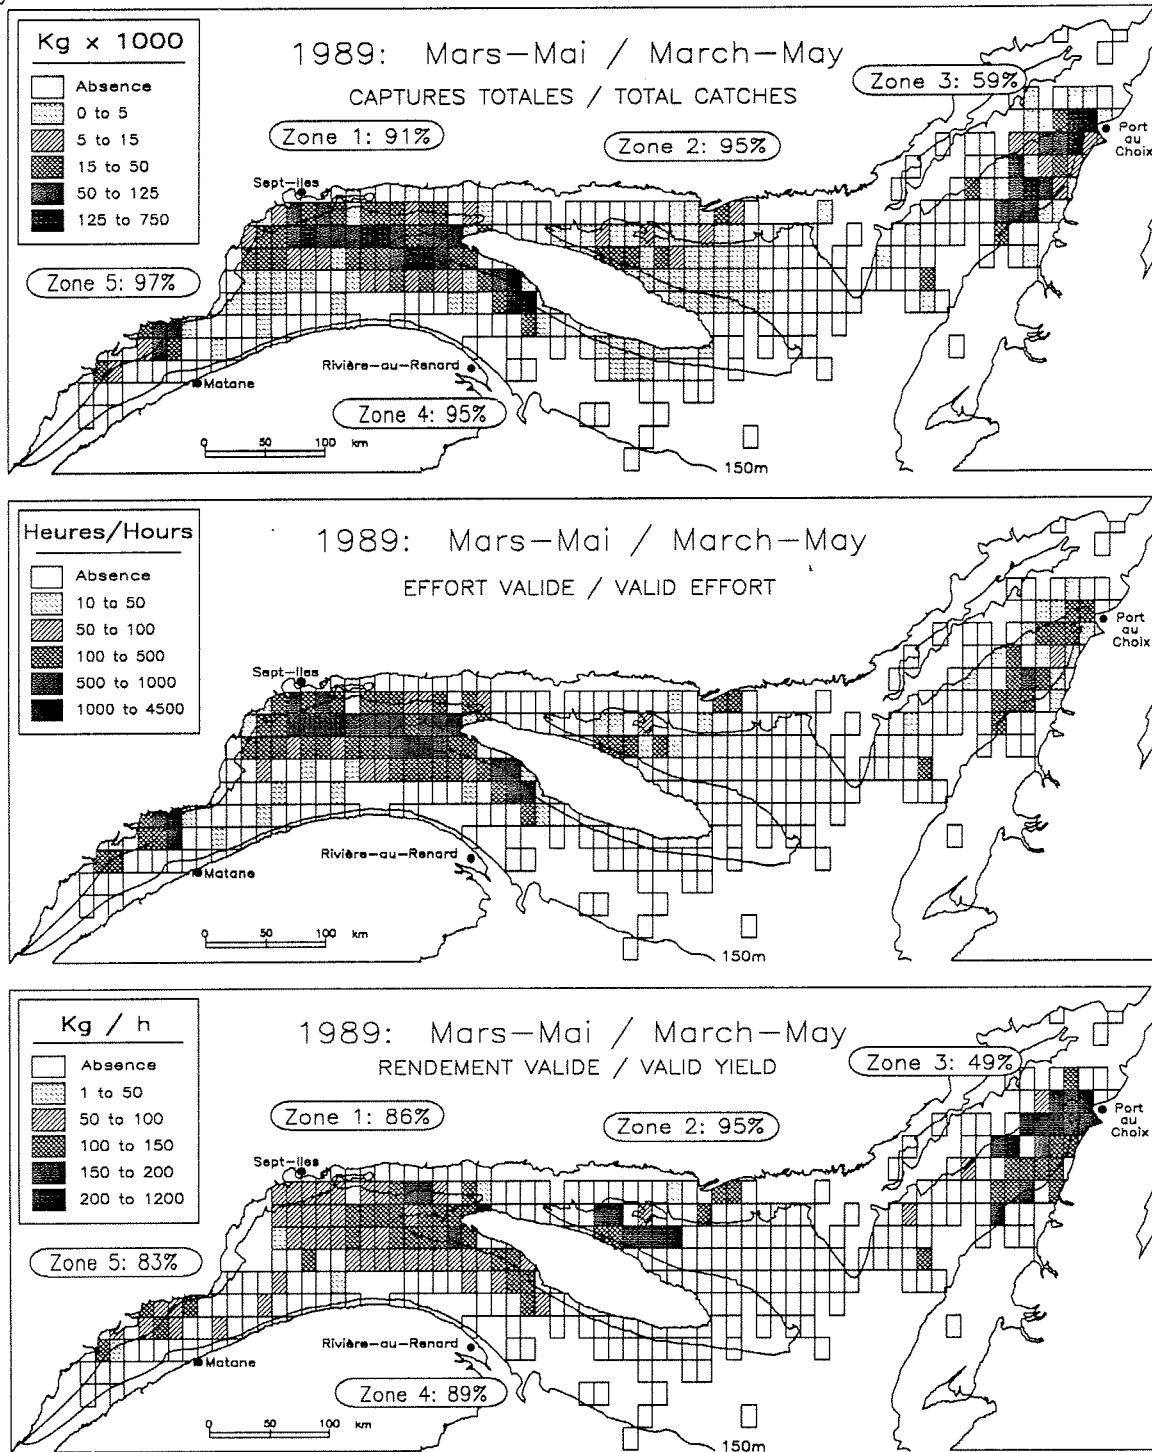 Kg x 1000
Absence
0 to 5
5 to 15
15 to 50
50 to 125
125 to 750
1989: Mars-Mai / March-May
CAPTURES TOTALES / TOTAL CATCHES
Zone 3: 59%
Zone 1: 91%
Zone 2: 95%
Port
au
Choix
Sept-Iles
Zone 5: 97%
Rivière-au-Renard
Matane
Zone 4: 95%
0 50 100 km
150m
Heures/Hours
Absence
10 to 50
50 to 100
100 to 500
500 to 1000
1000 to 4500
1989: Mars-Mai / March-May
EFFORT VALIDE / VALID EFFORT
Port
au
Choix
Sept-Iles
Rivière-au-Renard
Matane
0 50 100 km
150m
Kg / h
Absence
1 to 50
50 to 100
100 to 150
150 to 200
200 to 1200
1989: Mars-Mai / March-May
RENDEMENT VALIDE / VALID YIELD
Zone 3: 49%
Zone 1: 86%
Zone 2: 95%
Port
au
Choix
Sept-Iles
Zone 5: 83%
Rivière-au-Renard
Matane
Zone 4: 89%
0 50 100 km
150m